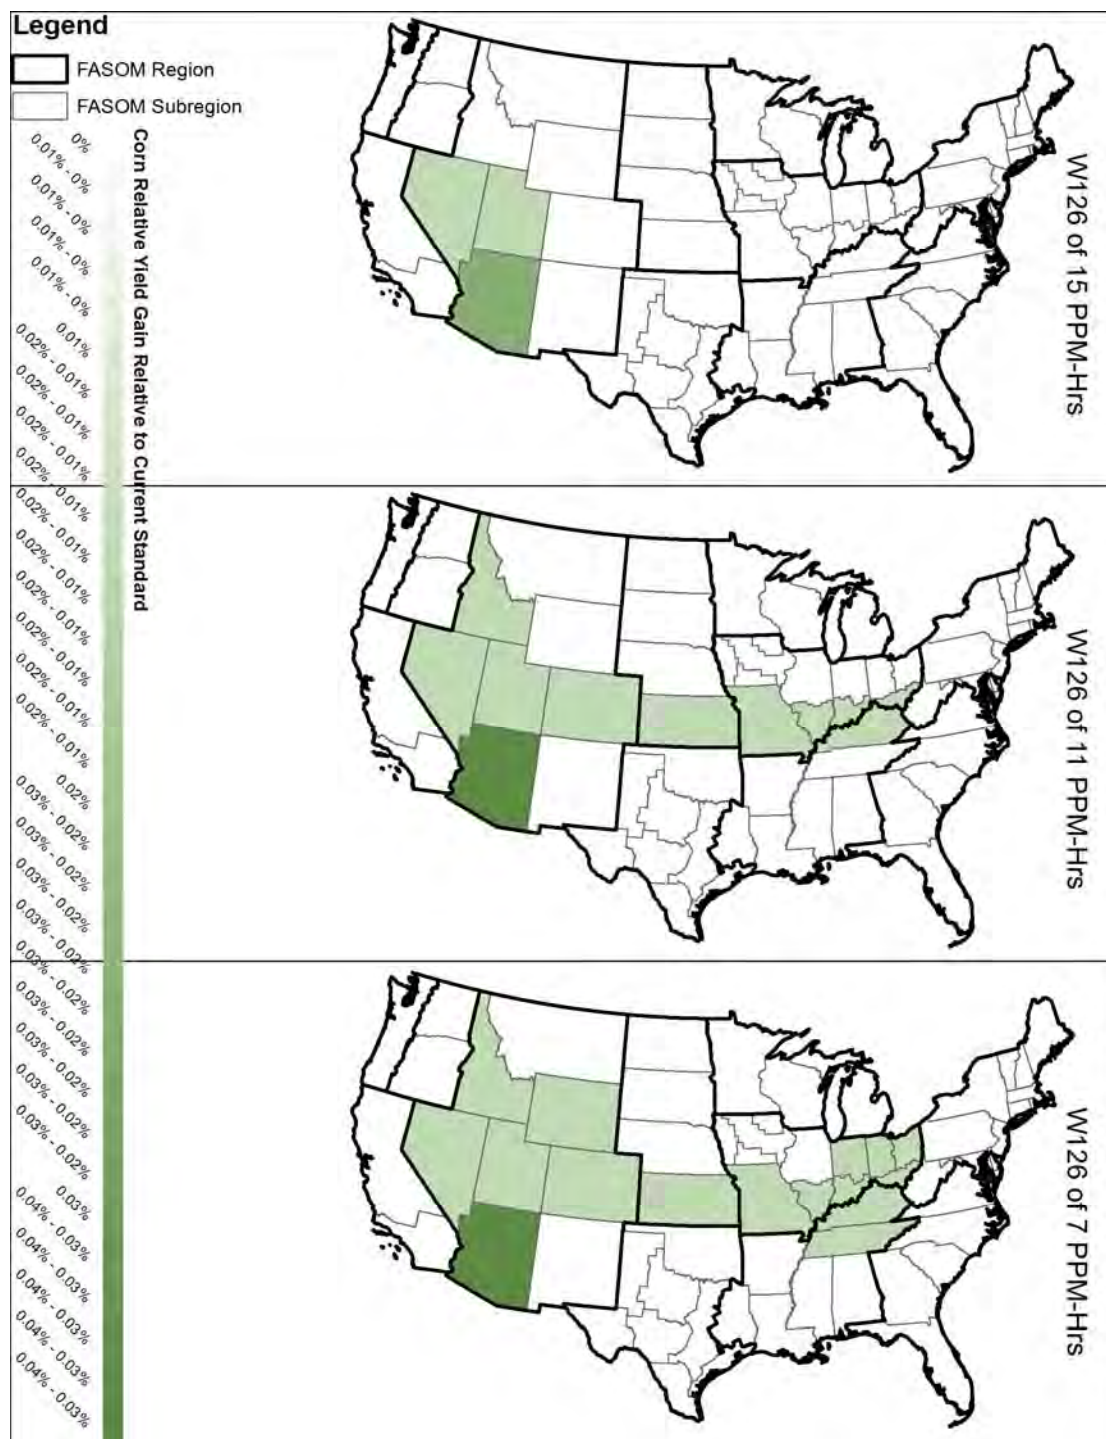 Legend
FASOM Region
FASOM Subregion
Corn Relative Yield Gain Relative to Current Standard
0%
0.01% - 0%
0.01% - 0%
0.01% - 0%
0.01% - 0%
0.01%
0.02% - 0.01%
0.02% - 0.01%
0.02% - 0.01%
0.02% - 0.01%
0.02% - 0.01%
0.02% - 0.01%
0.02% - 0.01%
0.02% - 0.01%
0.02% - 0.01%
0.02% - 0.01%
0.02%
0.03% - 0.02%
0.03% - 0.02%
0.03% - 0.02%
0.03% - 0.02%
0.03% - 0.02%
0.03% - 0.02%
0.03% - 0.02%
0.03% - 0.02%
0.03% - 0.02%
0.03%
0.04% - 0.03%
0.04% - 0.03%
0.04% - 0.03%
0.04% - 0.03%
0.04% - 0.03%
W126 of 15 PPM-Hrs
W126 of 11 PPM-Hrs
W126 of 7 PPM-Hrs